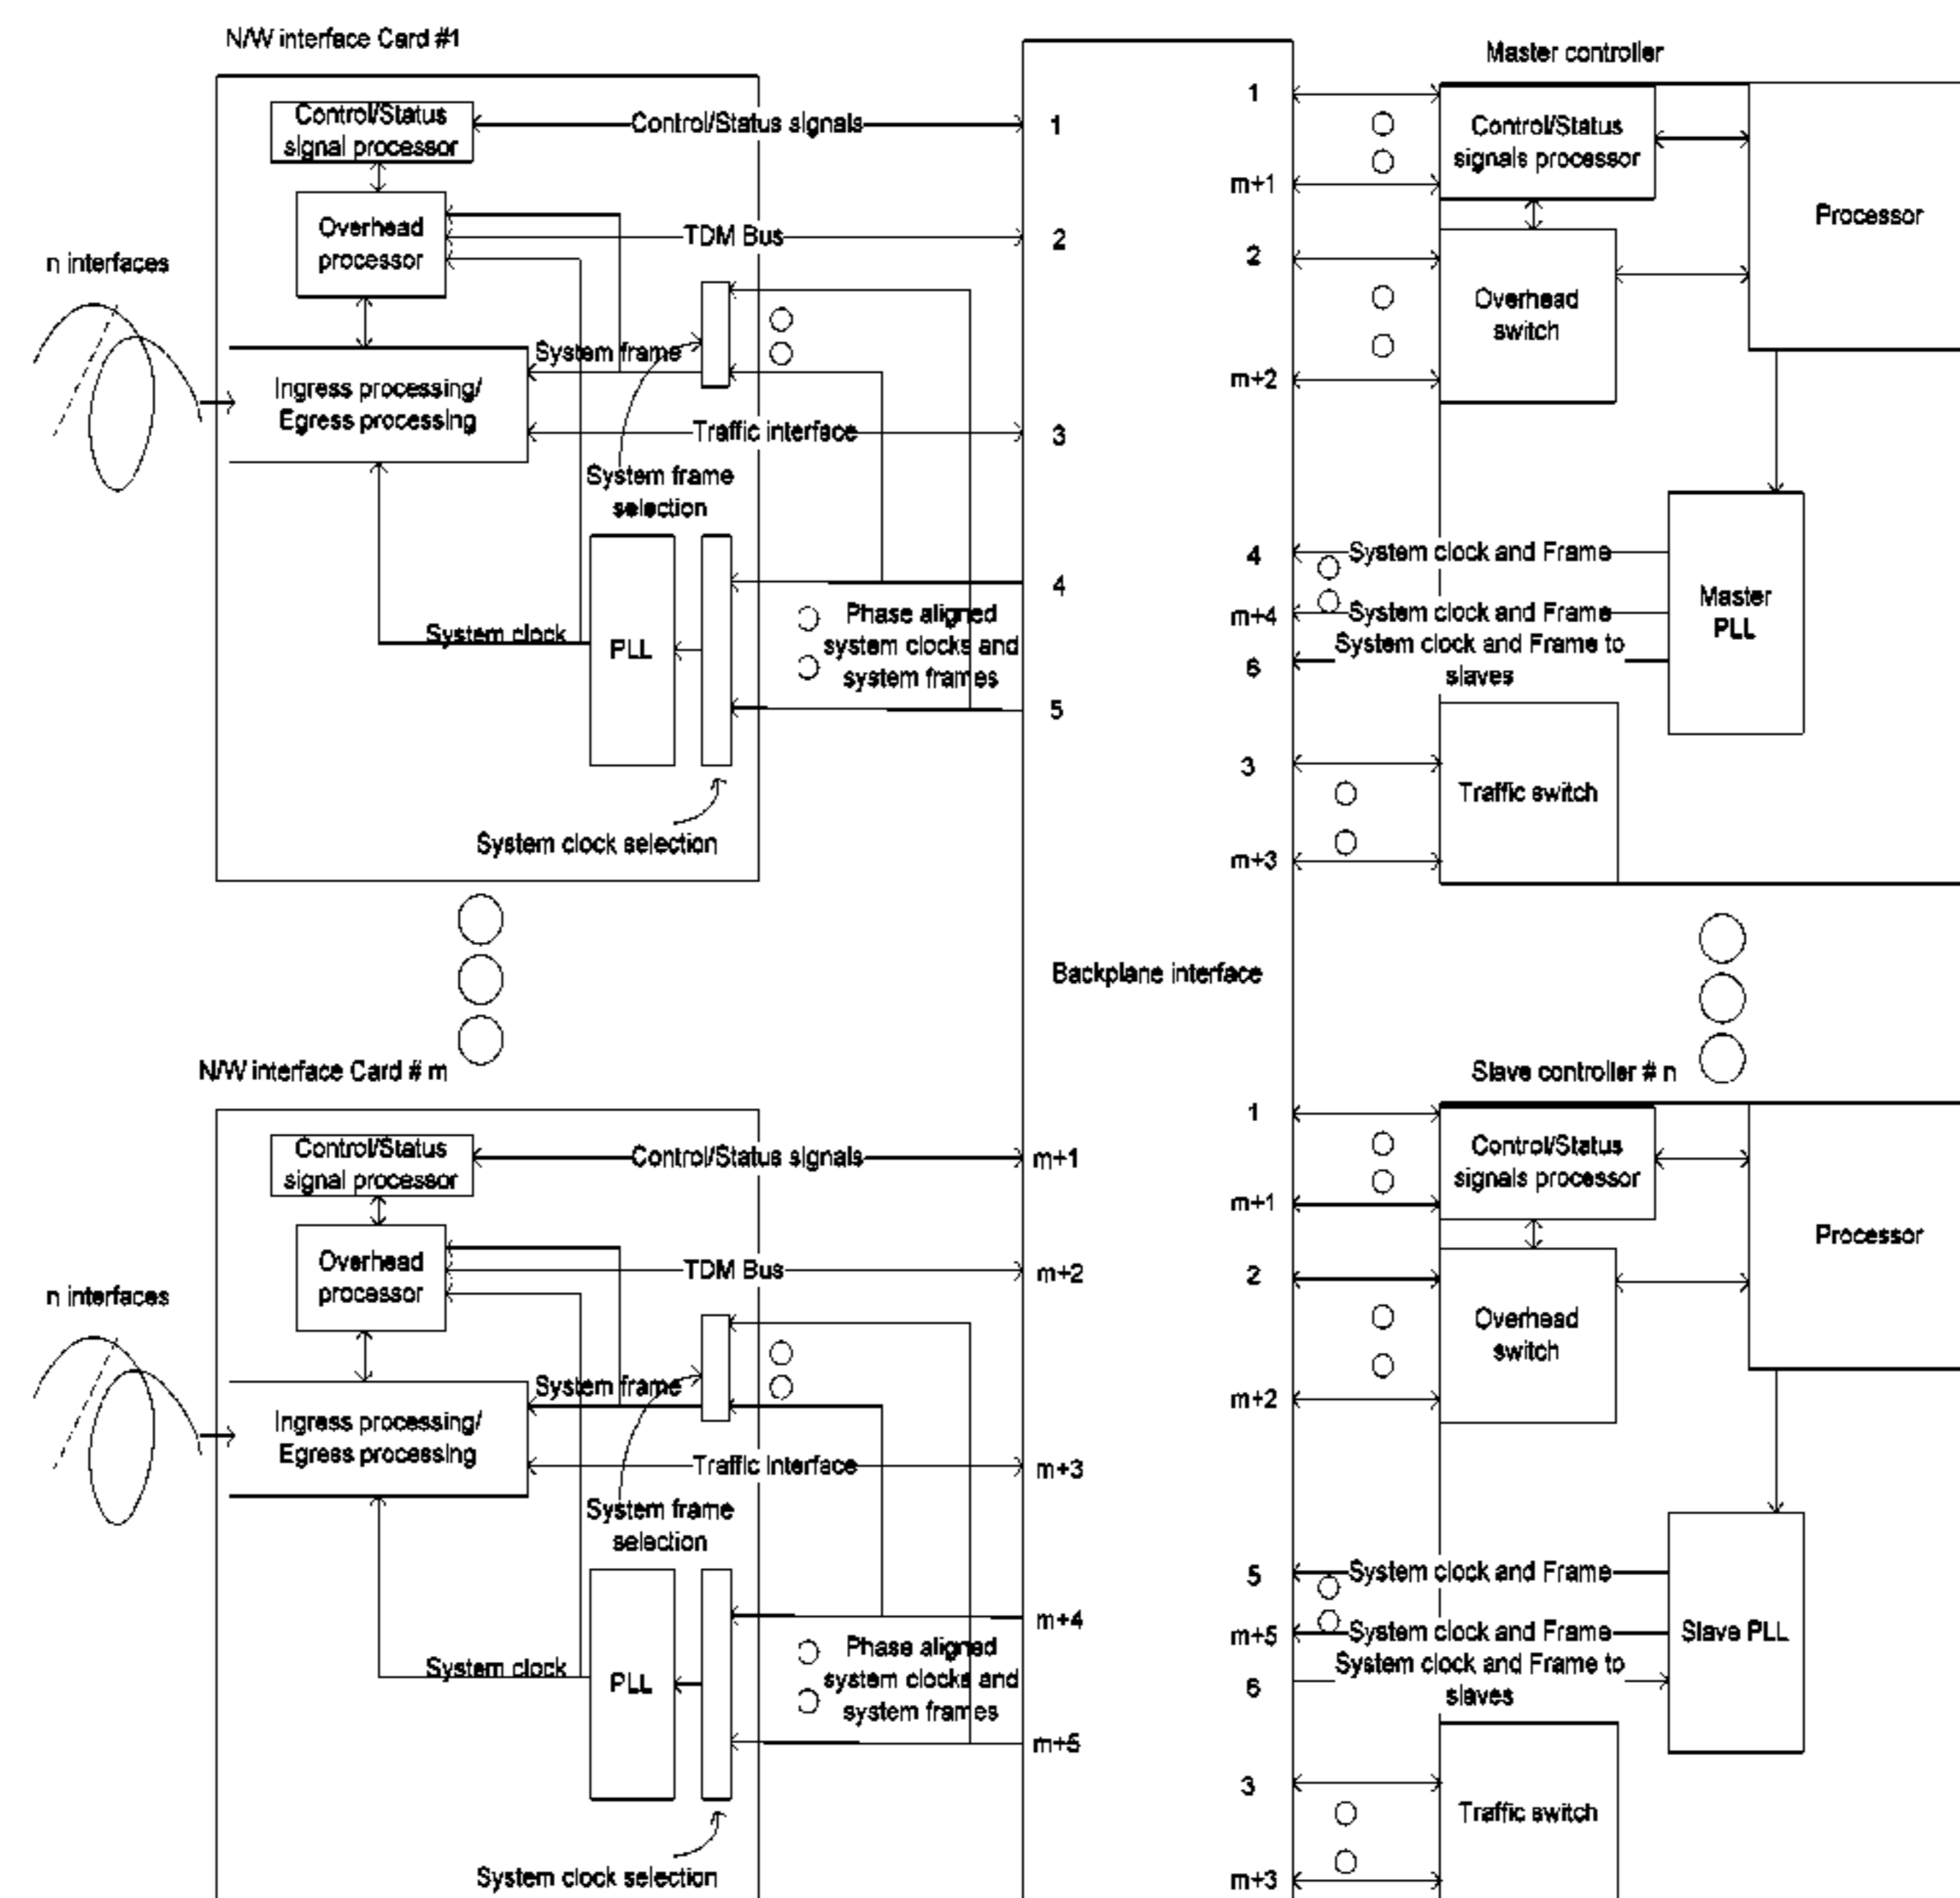 N/W interface Card #1
Control/Status
signal processor
Control/Status signals
1
Overhead
processor
TDM Bus
2
n interfaces
System frame
Ingress processing/
Egress processing
Traffic interface
3
System frame
selection
4
Phase aligned
system clocks and
system frames
System clock
PLL
5
System clock selection
Backplane interface
Master controller
1
Control/Status
signals processor
m+1
Processor
2
Overhead
switch
m+2
4
System clock and Frame
m+4
System clock and Frame
6
System clock and Frame to
slaves
Master
PLL
3
Traffic switch
m+3
N/W interface Card # m
Control/Status
signal processor
Control/Status signals
m+1
Overhead
processor
TDM Bus
m+2
n interfaces
System frame
Ingress processing/
Egress processing
Traffic interface
m+3
System frame
selection
m+4
Phase aligned
system clocks and
system frames
System clock
PLL
m+5
System clock selection
Slave controller # n
1
Control/Status
signals processor
m+1
Processor
2
Overhead
switch
m+2
5
System clock and Frame
m+5
System clock and Frame
6
System clock and Frame to
slaves
Slave PLL
3
Traffic switch
m+3